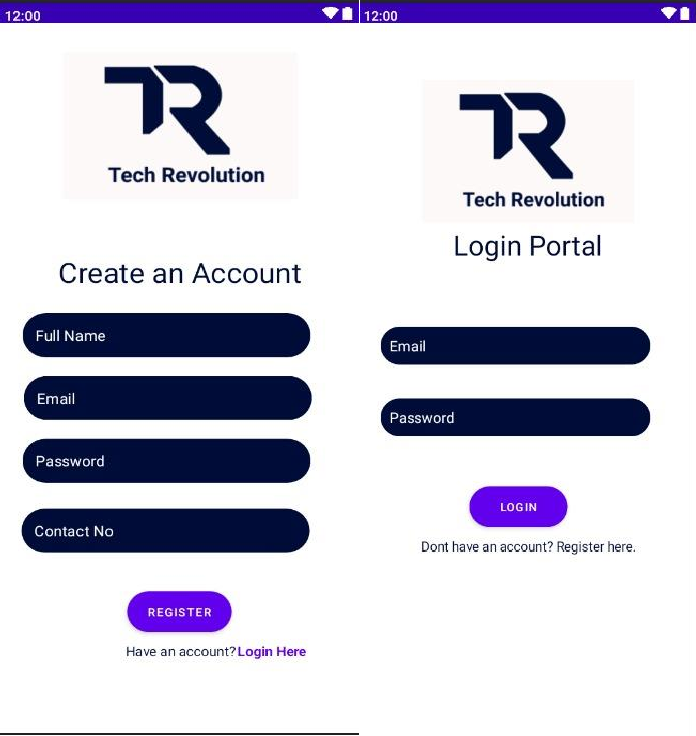 12:00
TR
Tech Revolution
Create an Account
Full Name
Email
Password
Contact No
REGISTER
Have an account?Login Here
12:00
TR
Tech Revolution
Login Portal
Email
Password
LOGIN
Dont have an account? Register here.